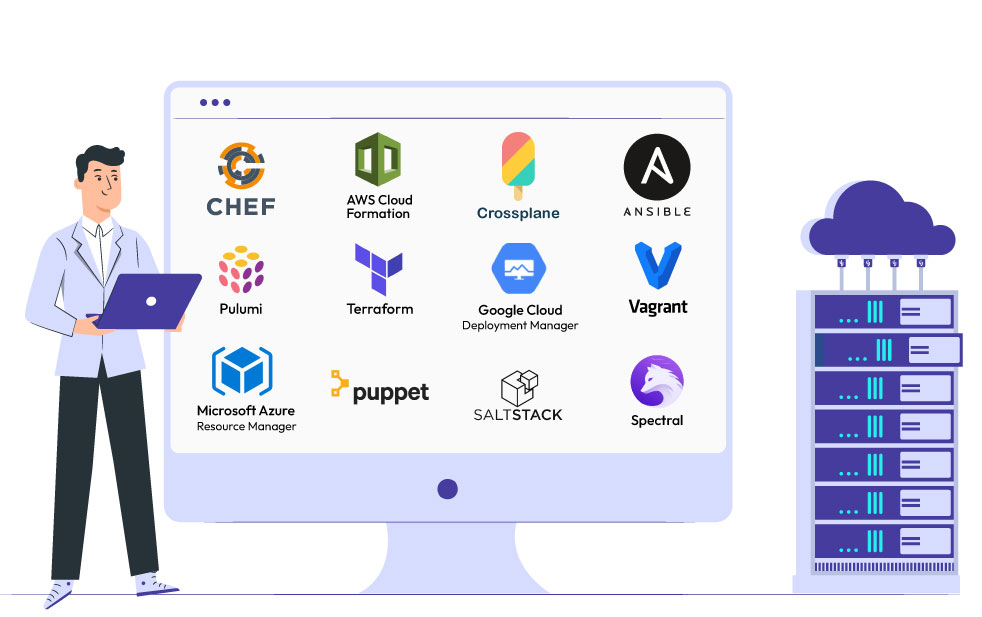 CHEF
AWS Cloud
Formation
Crossplane
ANSIBLE
Pulumi
Terraform
Google Cloud
Deployment Manager
Vagrant
Microsoft Azure
Resource Manager
puppet
SALTSTACK
Spectral